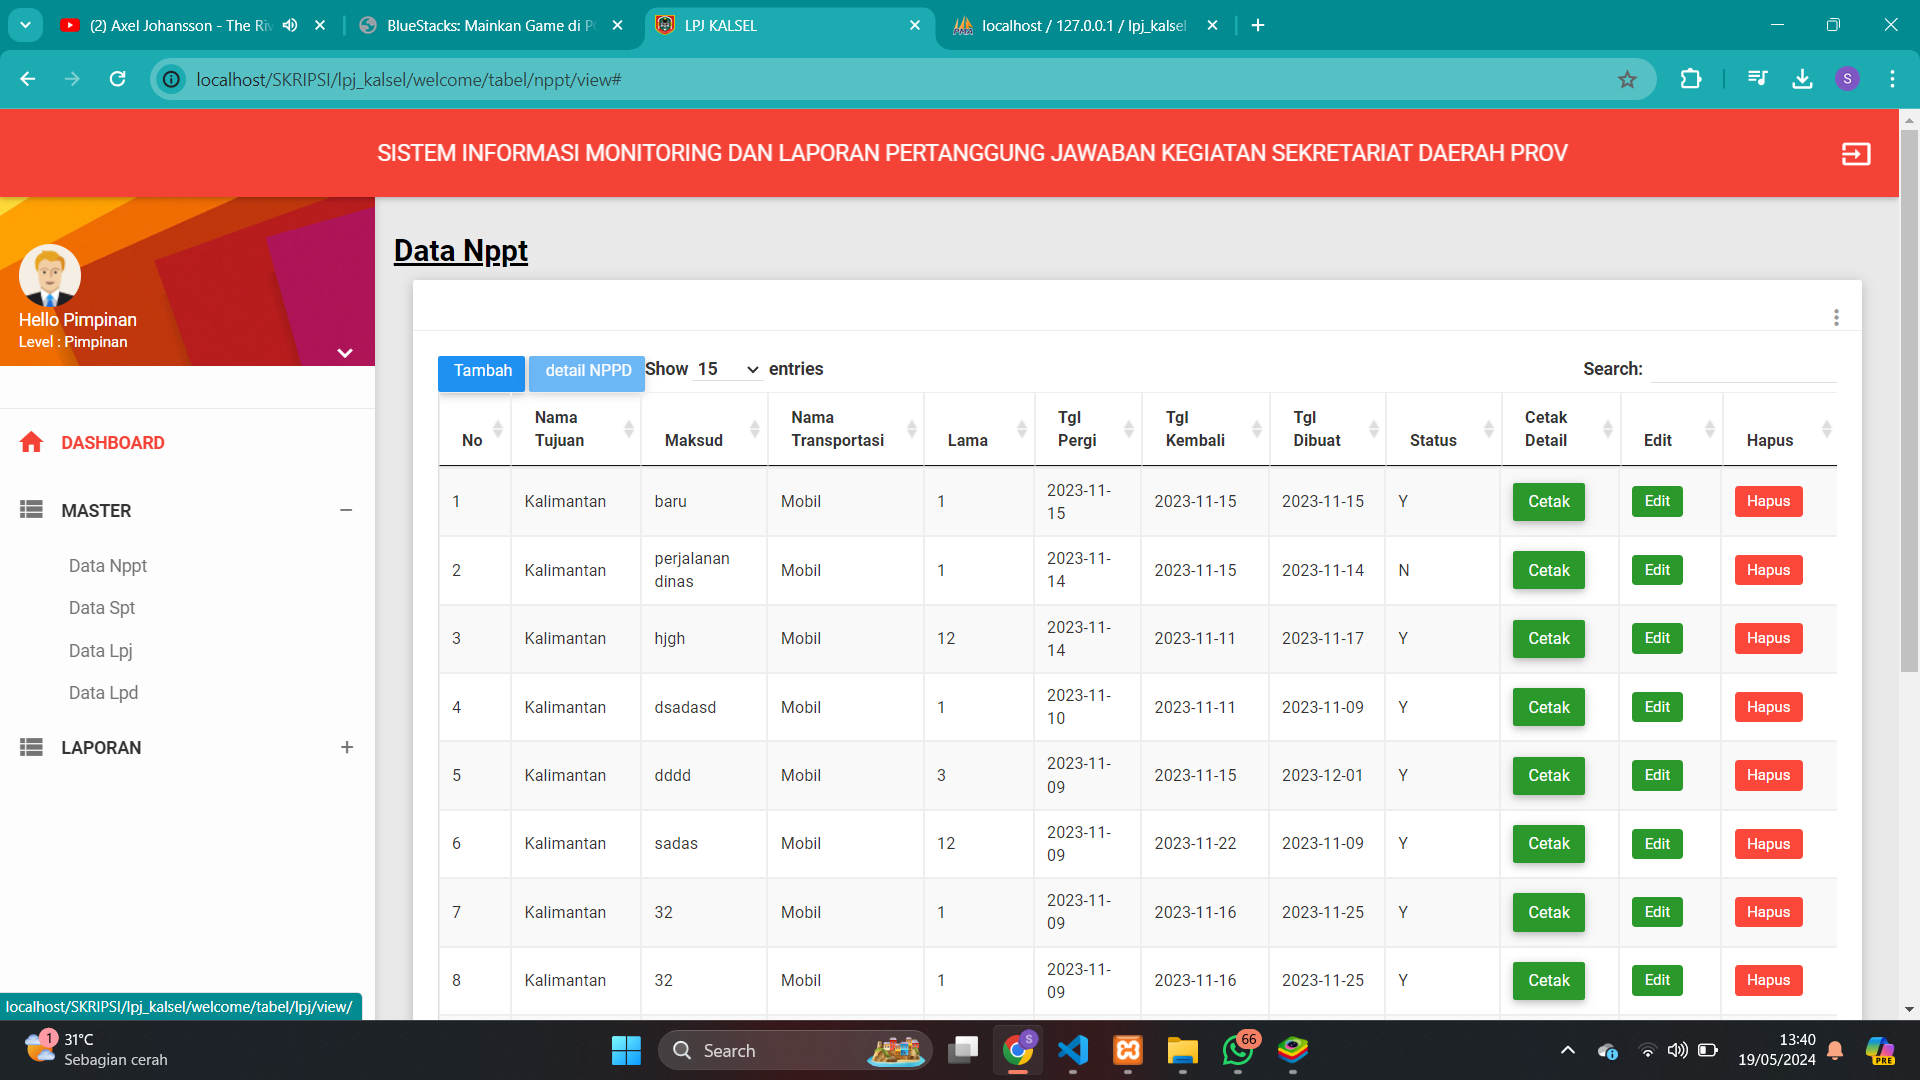 (2) Axel Johansson - The Riv
BlueStacks: Mainkan Game di P
LPJ KALSEL
localhost / 127.0.0.1 / lpj_kalsel
localhost/SKRIPSI/lpj_kalsel/welcome/tabel/nppt/view#
S
SISTEM INFORMASI MONITORING DAN LAPORAN PERTANGGUNG JAWABAN KEGIATAN SEKRETARIAT DAERAH PROV
Hello Pimpinan
Level : Pimpinan
DASHBOARD
MASTER
Data Nppt
Data Spt
Data Lpj
Data Lpd
LAPORAN
Data Nppt
Tambah detail NPPD Show 15 entries Search:
No Nama Tujuan Maksud Nama Transportasi Lama Tgl Pergi Tgl Kembali Tgl Dibuat Status Cetak Detail Edit Hapus
1 Kalimantan baru Mobil 1 2023-11-15 2023-11-15 2023-11-15 Y Cetak Edit Hapus
2 Kalimantan perjalanan dinas Mobil 1 2023-11-14 2023-11-15 2023-11-14 N Cetak Edit Hapus
3 Kalimantan hjgh Mobil 12 2023-11-14 2023-11-11 2023-11-17 Y Cetak Edit Hapus
4 Kalimantan dsadasd Mobil 1 2023-11-10 2023-11-11 2023-11-09 Y Cetak Edit Hapus
5 Kalimantan dddd Mobil 3 2023-11-09 2023-11-15 2023-12-01 Y Cetak Edit Hapus
6 Kalimantan sadas Mobil 12 2023-11-09 2023-11-22 2023-11-09 Y Cetak Edit Hapus
7 Kalimantan 32 Mobil 1 2023-11-09 2023-11-16 2023-11-25 Y Cetak Edit Hapus
8 Kalimantan 32 Mobil 1 2023-11-09 2023-11-16 2023-11-25 Y Cetak Edit Hapus
localhost/SKRIPSI/lpj_kalsel/welcome/tabel/lpj/view/
1
31°C
Sebagian cerah
Search
S
66
13:40
19/05/2024
PRE